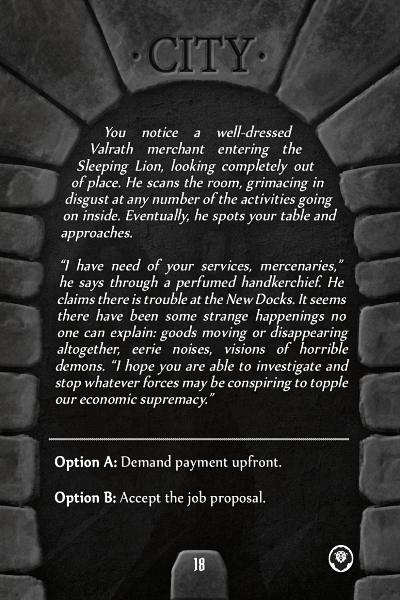 · CITY ·
You notice a well-dressed
Valrath merchant entering the
Sleeping Lion, looking completely out
of place. He scans the room, grimacing in
disgust at any number of the activities going
on inside. Eventually, he spots your table and
approaches.
“I have need of your services, mercenaries,”
he says through a perfumed handkerchief. He
claims there is trouble at the New Docks. It seems
there have been some strange happenings no
one can explain: goods moving or disappearing
altogether, eerie noises, visions of horrible
demons. “I hope you are able to investigate and
stop whatever forces may be conspiring to topple
our economic supremacy.”
Option A: Demand payment upfront.
Option B: Accept the job proposal.
18